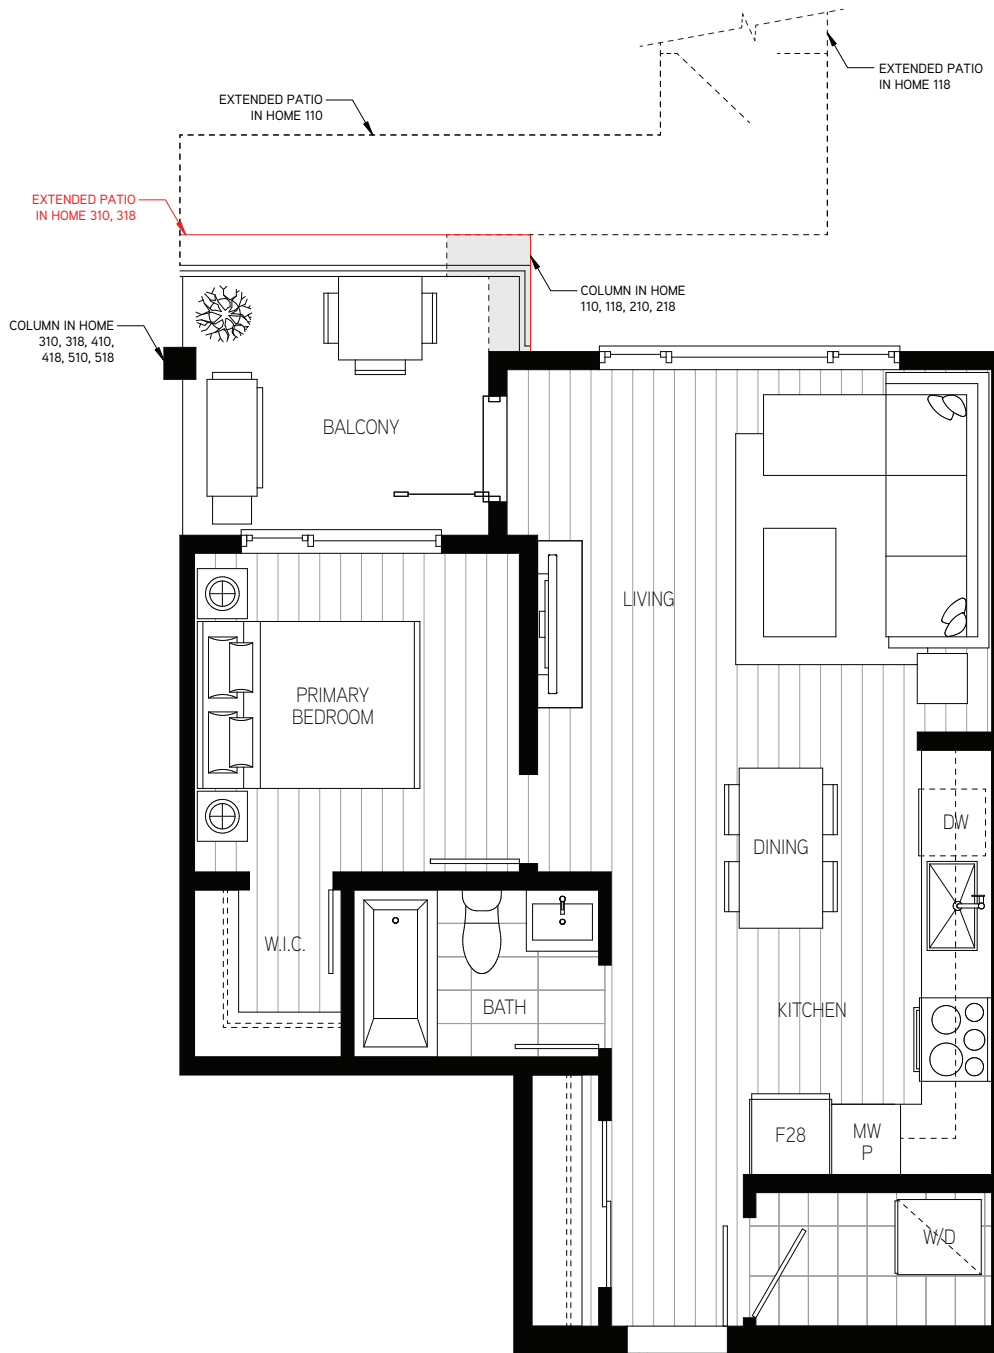 EXTENDED PATIO
IN HOME 118
EXTENDED PATIO
IN HOME 110
EXTENDED PATIO
IN HOME 310, 318
COLUMN IN HOME
110, 118, 210, 218
COLUMN IN HOME
310, 318, 410,
418, 510, 518
BALCONY
LIVING
PRIMARY
BEDROOM
DW
DINING
W.I.C.
BATH
KITCHEN
F28
MW
P
W/D